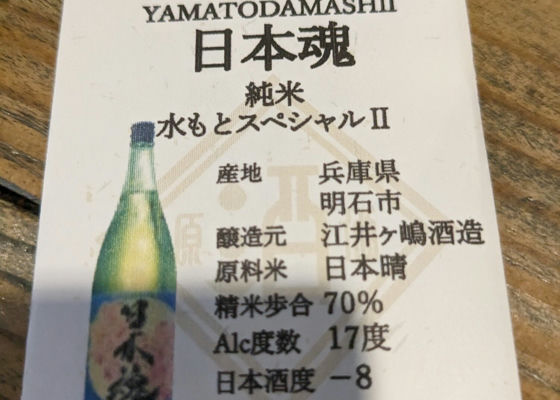 YAMATODAMASHII
日本魂
純米
水もとスペシャルⅡ
産地 兵庫県
明石市
醸造元 江井ヶ嶋酒造
原料米 日本晴
精米歩合 70%
Alc度数 17度
日本酒度 −8
日本魂